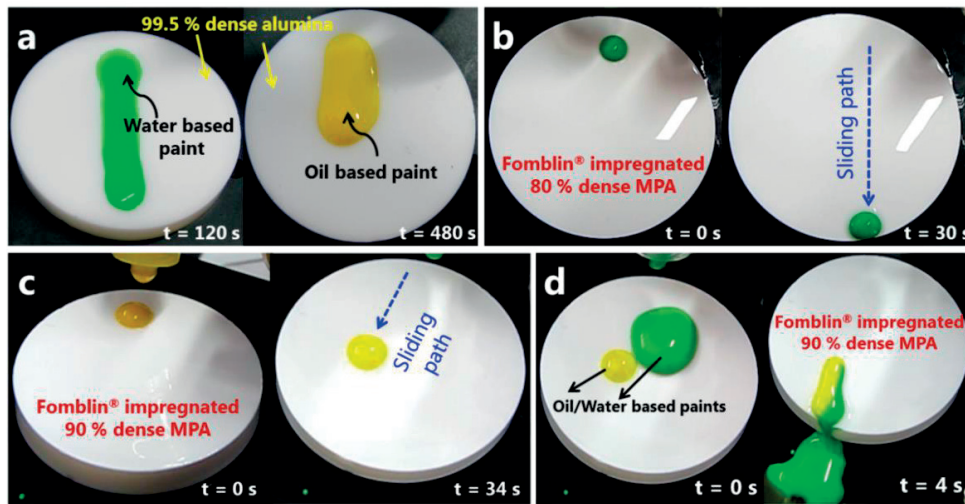 a
99.5 % dense alumina
Water based
paint
t = 120 s
Oil based paint
t = 480 s
b
Fomblin® impregnated
80 % dense MPA
t = 0 s
Sliding path
t = 30 s
c
Fomblin® impregnated
90 % dense MPA
t = 0 s
Sliding
path
t = 34 s
d
Oil/Water based paints
t = 0 s
Fomblin® impregnated
90 % dense MPA
t = 4 s